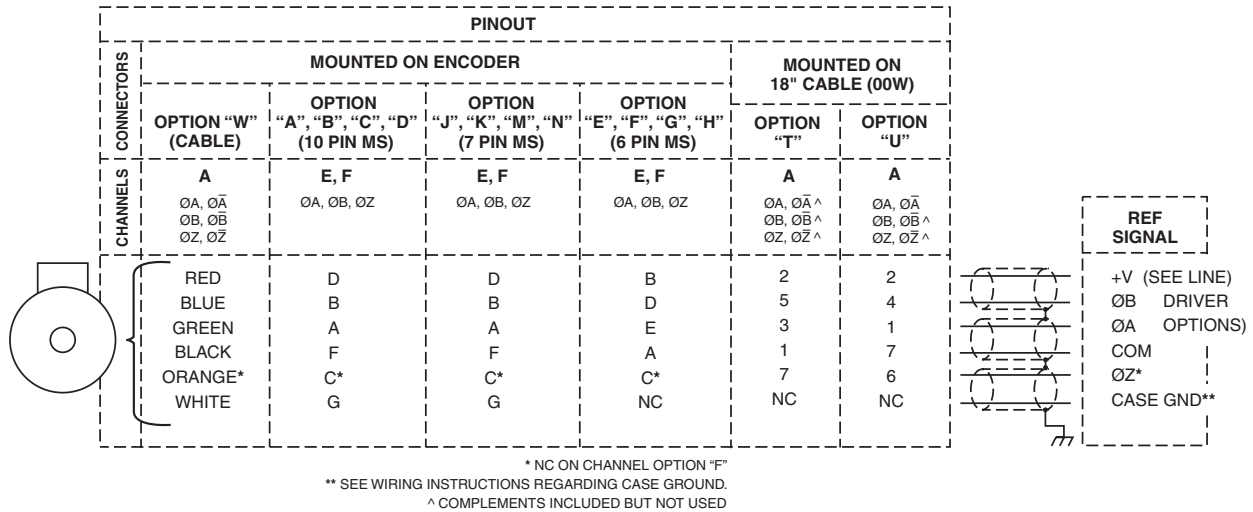 PINOUT
CONNECTORS
MOUNTED ON ENCODER
MOUNTED ON
18" CABLE (00W)
OPTION “W”
(CABLE)
OPTION
“A”, “B”, “C”, “D”
(10 PIN MS)
OPTION
“J”, “K”, “M”, “N”
(7 PIN MS)
OPTION
“E”, “F”, “G”, “H”
(6 PIN MS)
OPTION
“T”
OPTION
“U”
CHANNELS
A E, F E, F E, F A A
ØA, ØA̅ ØA, ØB, ØZ ØA, ØB, ØZ ØA, ØB, ØZ ØA, ØA̅ ^ ØA, ØA̅
ØB, ØB̅ ØB, ØB̅ ^ ØB, ØB̅ ^
ØZ, ØZ̅ ØZ, ØZ̅ ^ ØZ, ØZ̅ ^
REF
SIGNAL
RED D D B 2 2 +V (SEE LINE)
BLUE B B D 5 4 ØB DRIVER
GREEN A A E 3 1 ØA OPTIONS)
BLACK F F A 1 7 COM
ORANGE* C* C* C* 7 6 ØZ*
WHITE G G NC NC NC CASE GND**
* NC ON CHANNEL OPTION “F”
** SEE WIRING INSTRUCTIONS REGARDING CASE GROUND.
^ COMPLEMENTS INCLUDED BUT NOT USED